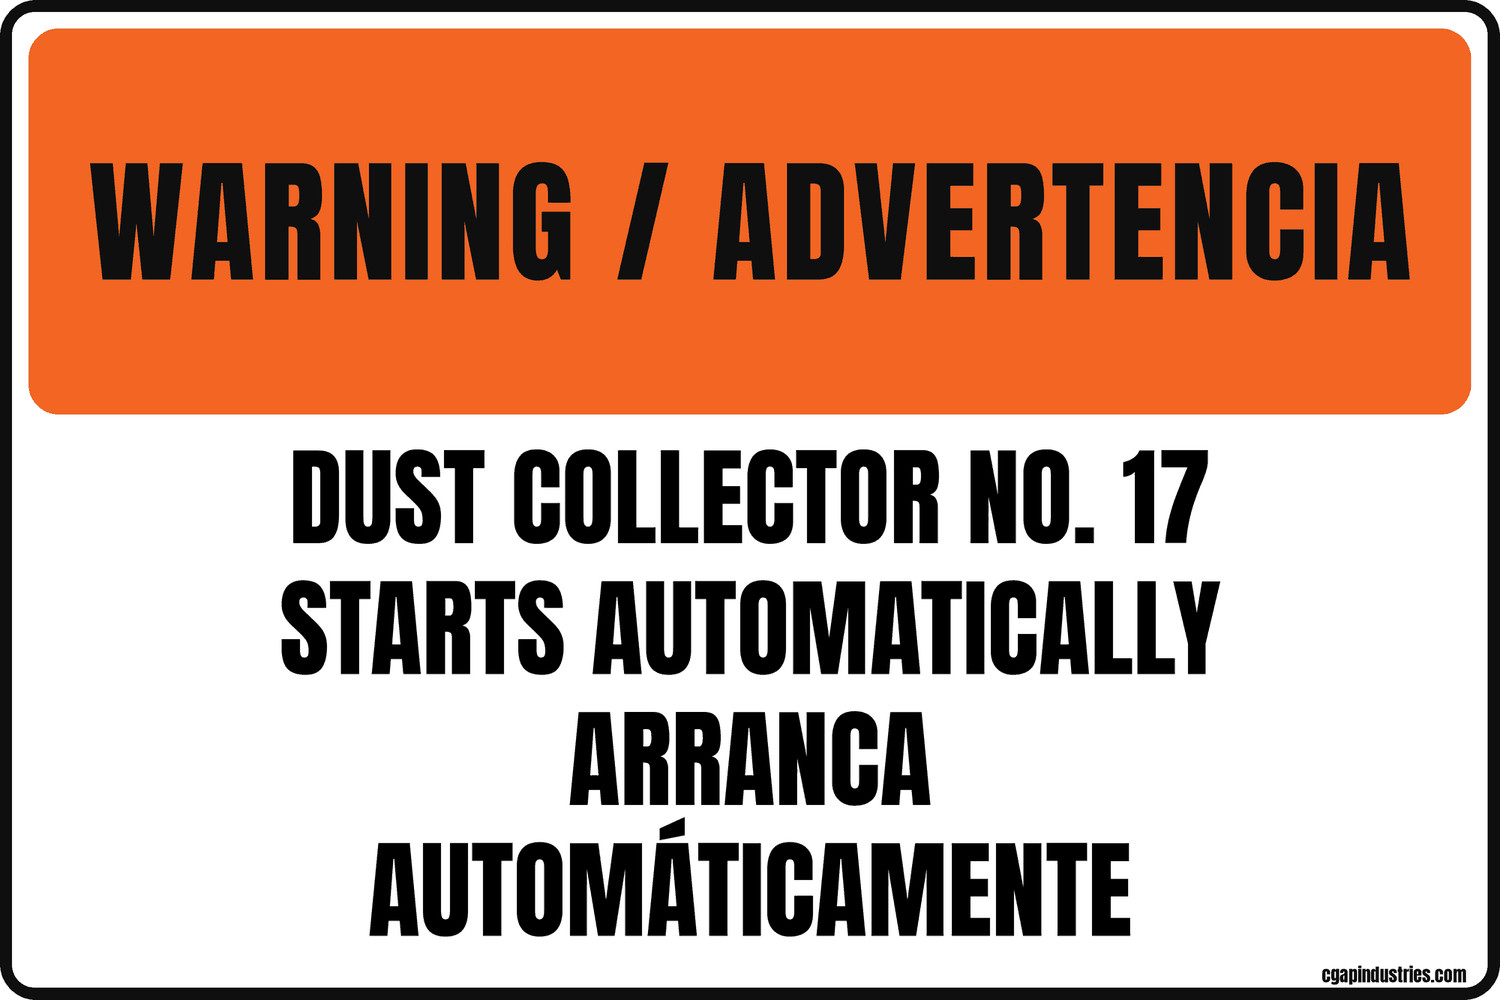 WARNING / ADVERTENCIA
DUST COLLECTOR NO. 17
STARTS AUTOMATICALLY
ARRANCA
AUTOMÁTICAMENTE
cgapindustries.com